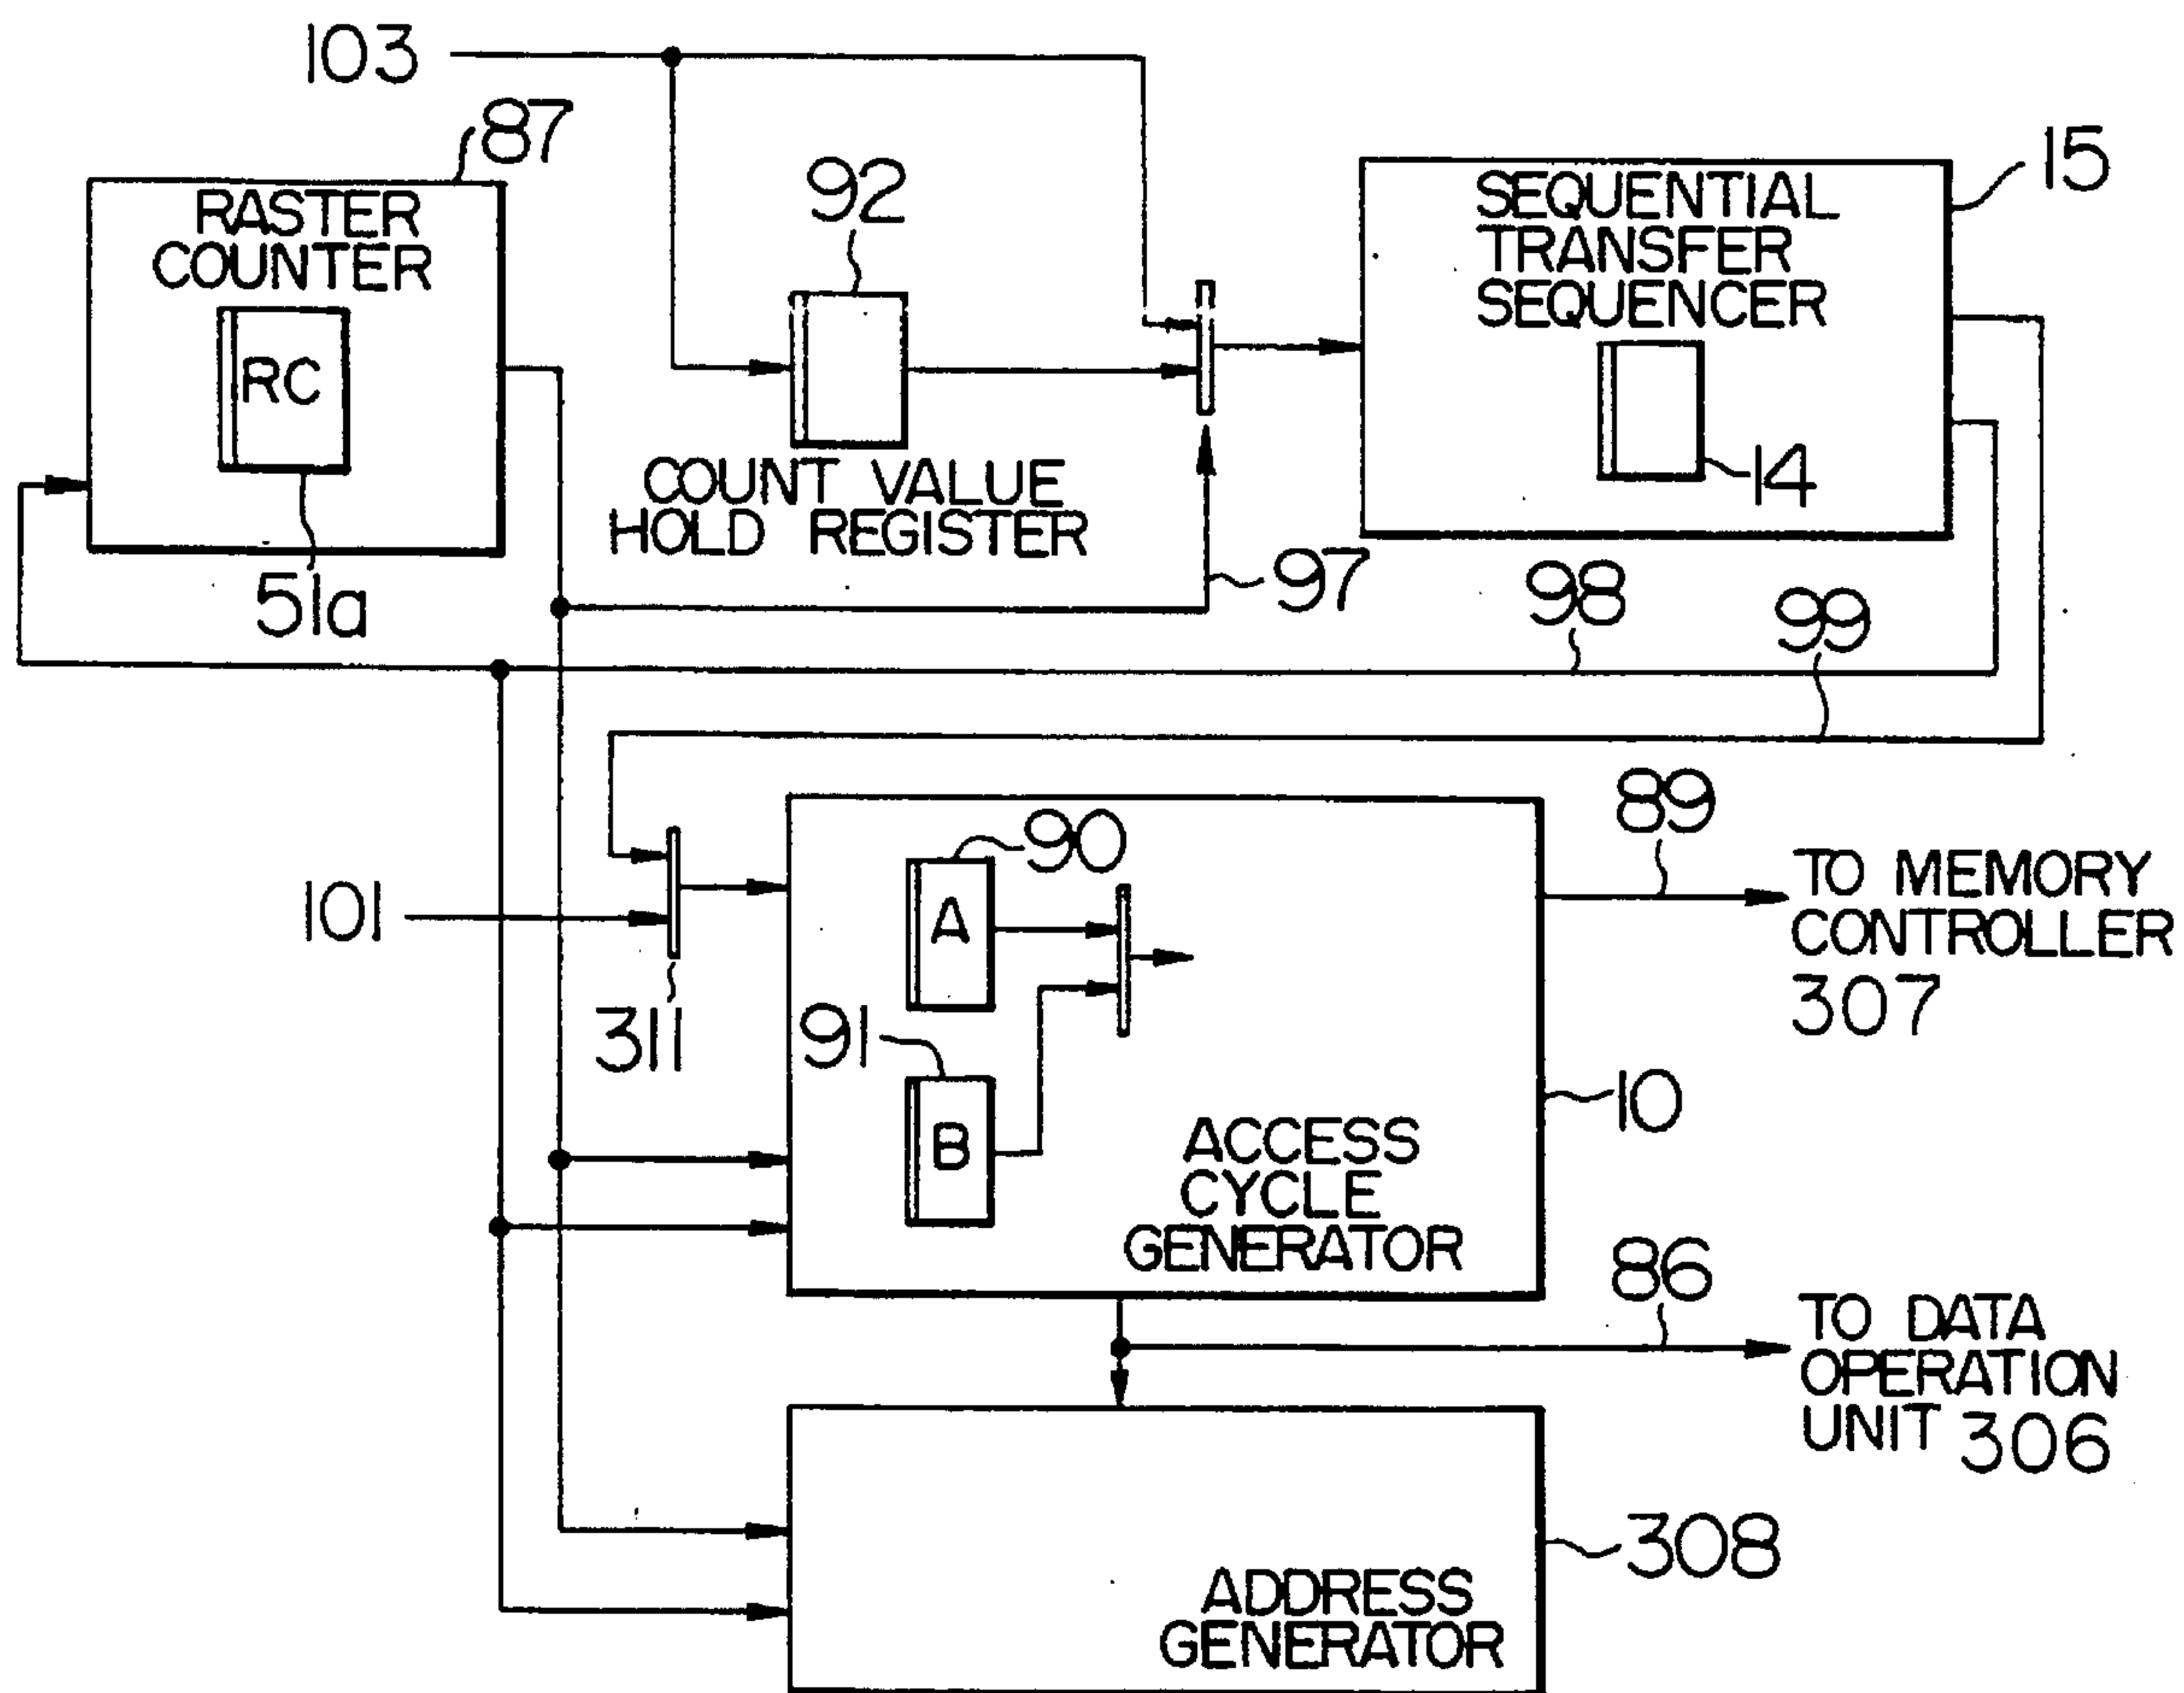 103
87
RASTER
COUNTER
RC
51a
92
COUNT VALUE
HOLD REGISTER
15
SEQUENTIAL
TRANSFER
SEQUENCER
14
97
98
99
101
311
90
A
91
B
ACCESS
CYCLE
GENERATOR
89
TO MEMORY
CONTROLLER
307
10
86
TO DATA
OPERATION
UNIT 306
308
ADDRESS
GENERATOR